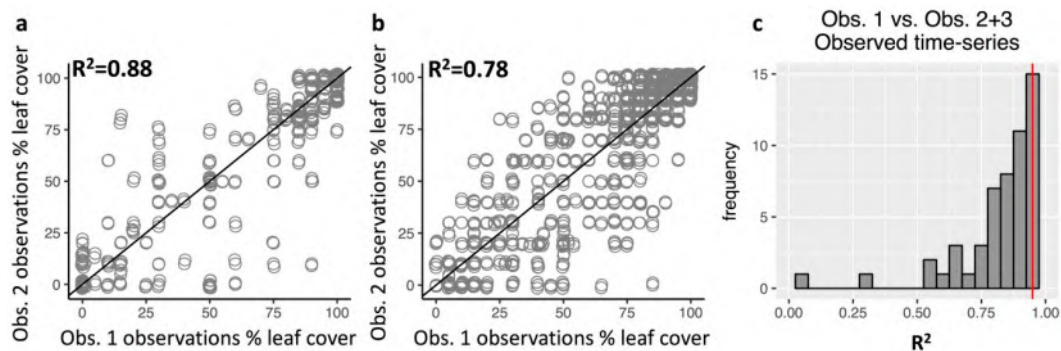 a
R²=0.88
Obs. 2 observations % leaf cover
100
75
50
25
0
0 25 50 75 100
Obs. 1 observations % leaf cover
b
R²=0.78
Obs. 2 observations % leaf cover
100
75
50
25
0
0 25 50 75 100
Obs. 1 observations % leaf cover
c
Obs. 1 vs. Obs. 2+3
Observed time-series
frequency
15
10
5
0
0.00 0.25 0.50 0.75 1.00
R²